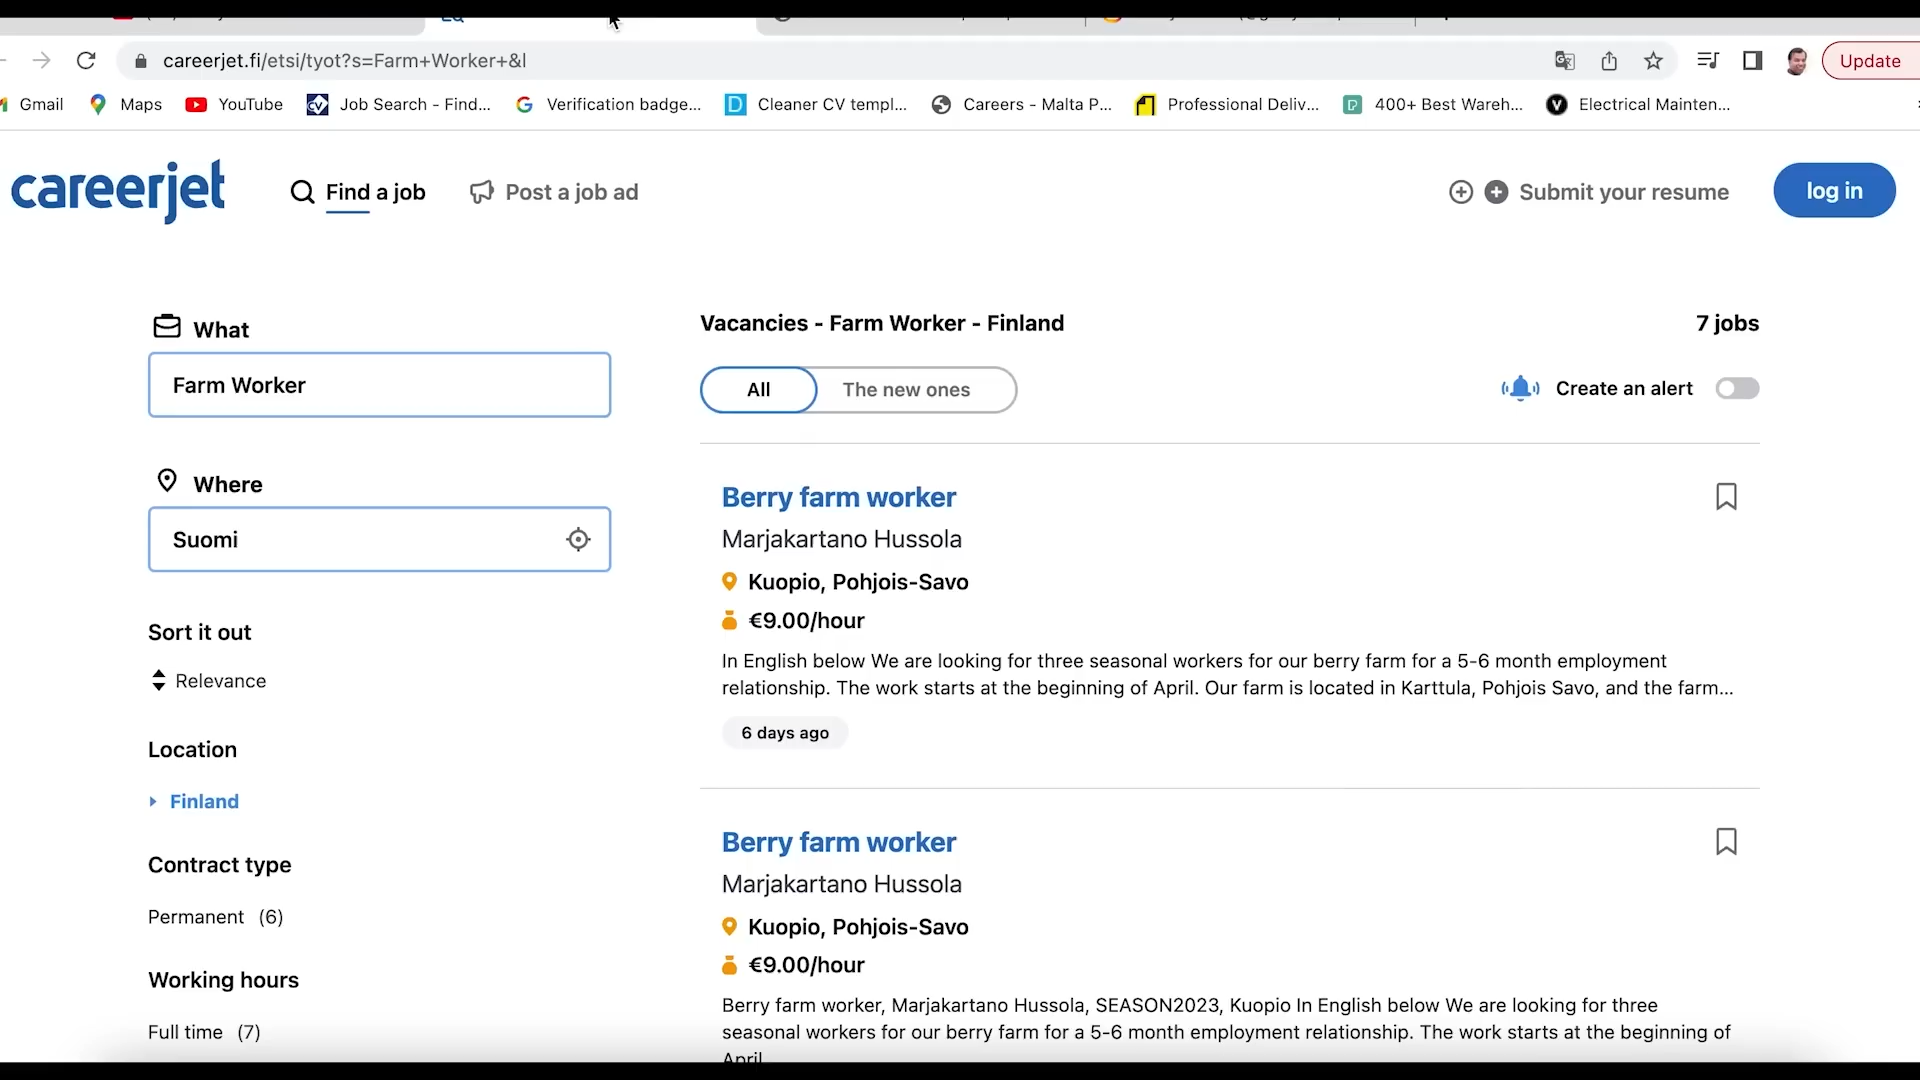 careerjet.fi/etsi/tyot?s=Farm+Worker+&l
Update
Gmail
Maps
YouTube
Job Search - Find...
Verification badge...
Cleaner CV templ...
Careers - Malta P...
Professional Deliv...
400+ Best Wareh...
Electrical Mainten...
careerjet
Find a job
Post a job ad
Submit your resume
log in
What
Farm Worker
Where
Suomi
Sort it out
Relevance
Location
Finland
Contract type
Permanent (6)
Working hours
Full time (7)
Vacancies - Farm Worker - Finland
7 jobs
All
The new ones
Create an alert
Berry farm worker
Marjakartano Hussola
Kuopio, Pohjois-Savo
€9.00/hour
In English below We are looking for three seasonal workers for our berry farm for a 5-6 month employment
relationship. The work starts at the beginning of April. Our farm is located in Karttula, Pohjois Savo, and the farm...
6 days ago
Berry farm worker
Marjakartano Hussola
Kuopio, Pohjois-Savo
€9.00/hour
Berry farm worker, Marjakartano Hussola, SEASON2023, Kuopio In English below We are looking for three
seasonal workers for our berry farm for a 5-6 month employment relationship. The work starts at the beginning of
April